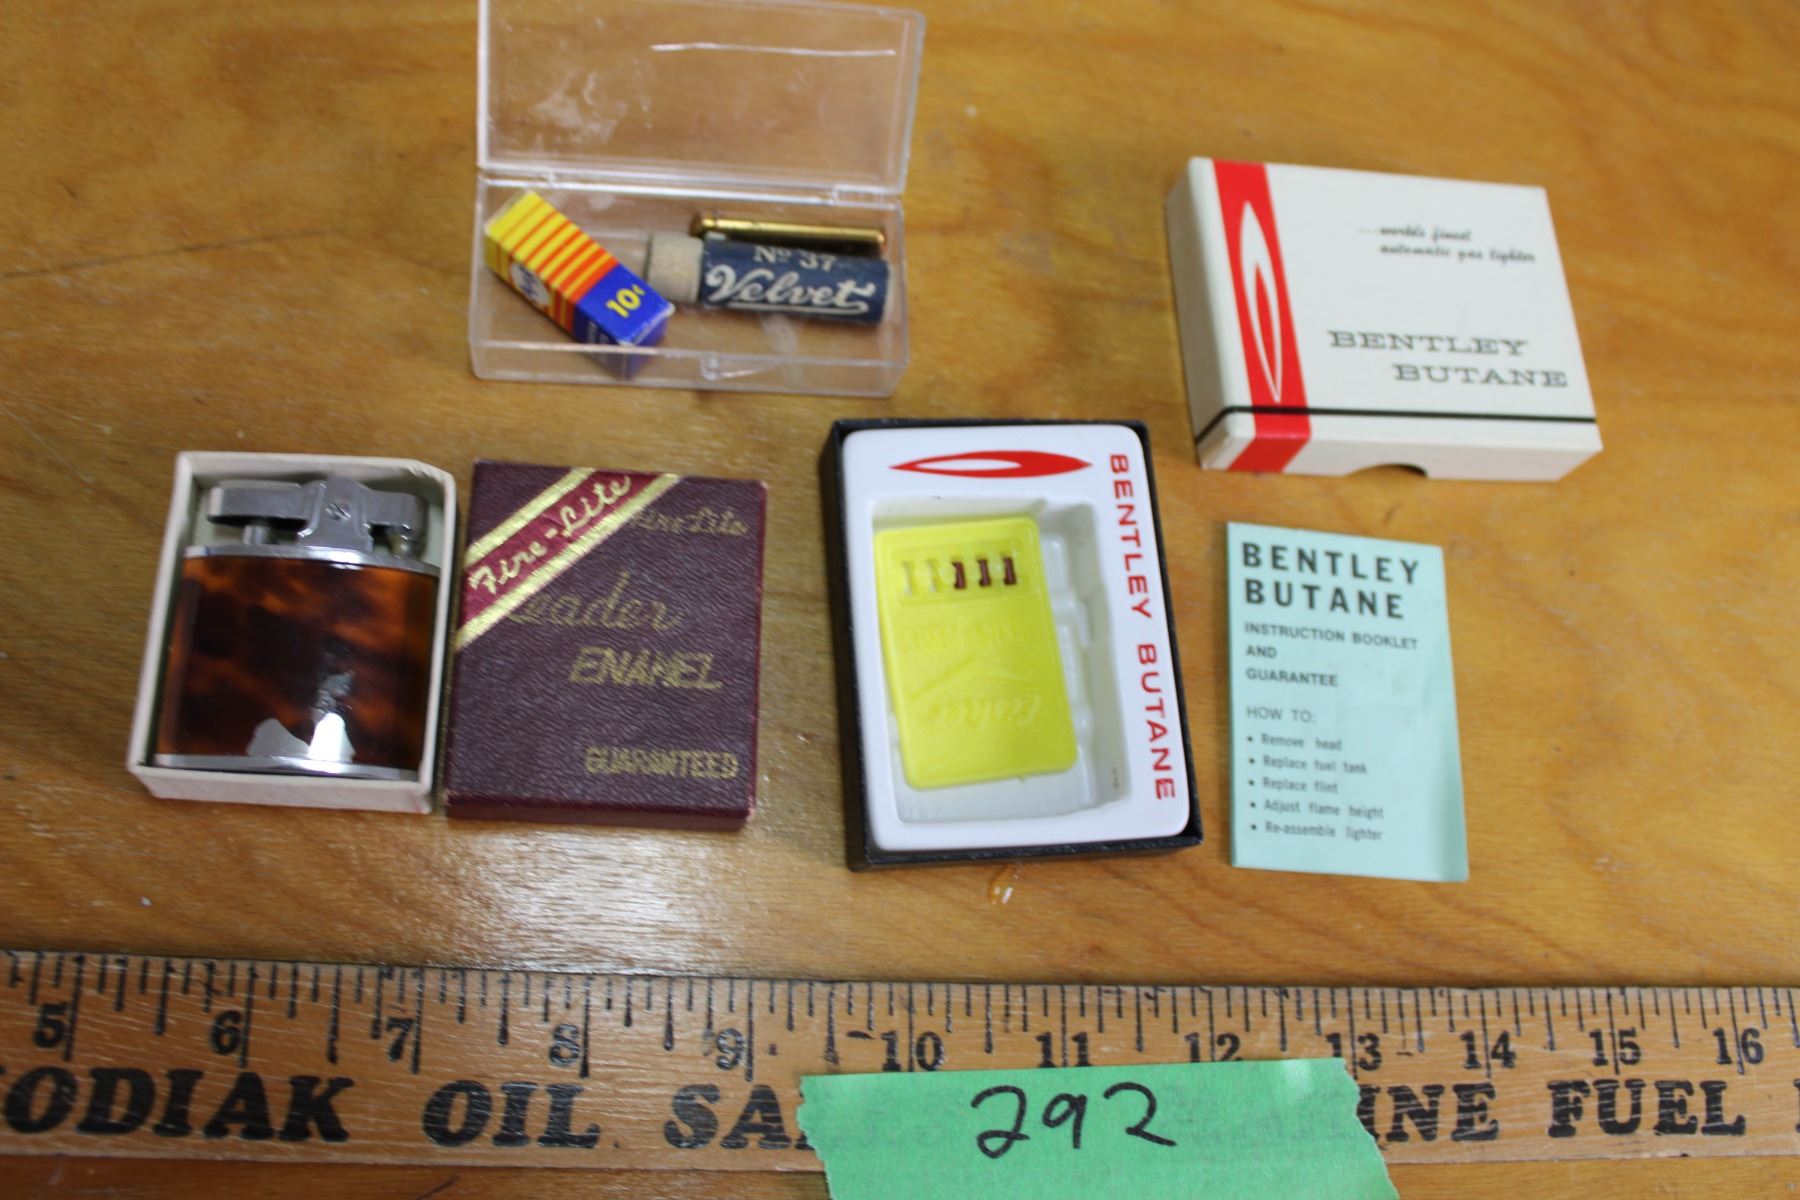 10¢
Nº 37
Velvet
...world's finest
automatic gas lighter
BENTLEY
BUTANE
Fire-Lite
Leader
ENAMEL
GUARANTEED
BENTLEY BUTANE
Fisher
BENTLEY
BUTANE
INSTRUCTION BOOKLET
AND
GUARANTEE
HOW TO:
• Remove head
• Replace fuel tank
• Replace flint
• Adjust flame height
• Re-assemble lighter
5 6 7 8 9 10 11 12 13 14 15 16
KODIAK OIL SA INE FUEL
292